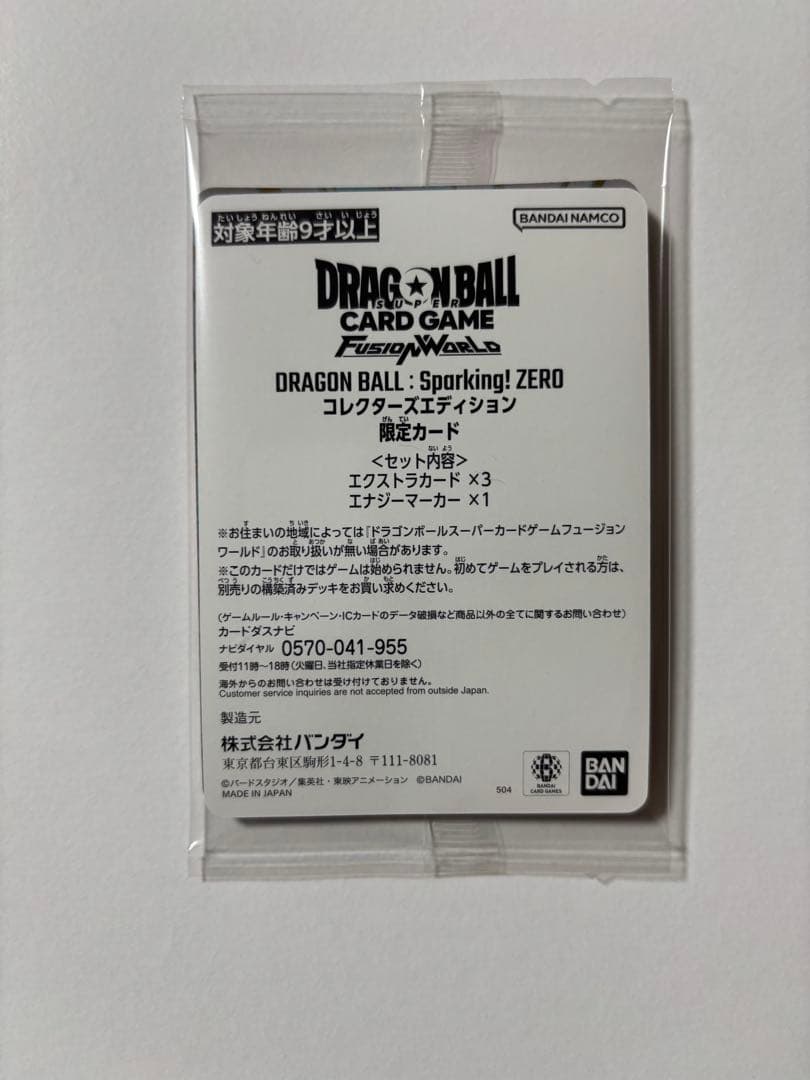 対象年齢9才以上
BANDAI NAMCO
DRAGON BALL
SUPER
CARD GAME
FUSION WORLD
DRAGON BALL : Sparking! ZERO
コレクターズエディション
限定カード
<セット内容>
エクストラカード ×3
エナジーマーカー ×1
※お住まいの地域によっては『ドラゴンボールスーパーカードゲームフュージョン
ワールド』のお取り扱いが無い場合があります。
※このカードだけではゲームは始められません。初めてゲームをプレイされる方は、
別売りの構築済みデッキをお買い求めください。
(ゲームルール・キャンペーン・ICカードのデータ破損など商品以外の全てに関するお問い合わせ)
カードダスナビ
ナビダイヤル 0570-041-955
受付11時～18時(火曜日、当社指定休業日を除く)
海外からのお問い合わせは受け付けておりません。
Customer service inquiries are not accepted from outside Japan.
製造元
株式会社バンダイ
東京都台東区駒形1-4-8 〒111-8081
©バードスタジオ／集英社・東映アニメーション ©BANDAI
MADE IN JAPAN
504
BANDAI
CARD GAMES
BAN
DAI